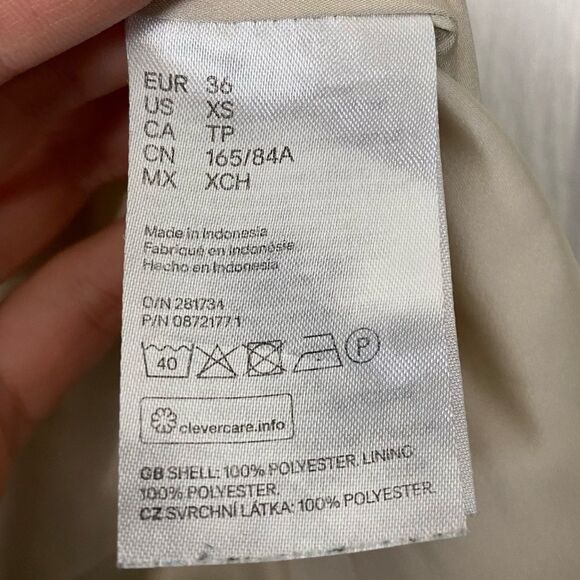 EUR 36
US XS
CA TP
CN 165/84A
MX XCH
Made in Indonesia
Fabriqué en Indonésie
Hecho en Indonesia
O/N 281734
P/N 0872177 1
40
P
clevercare.info
GB SHELL: 100% POLYESTER. LINING
100% POLYESTER.
CZ SVRCHNÍ LÁTKA: 100% POLYESTER.